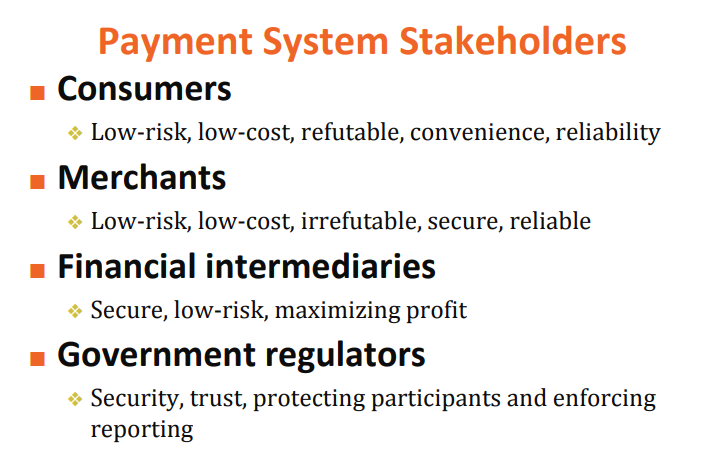 Payment System Stakeholders
Consumers
Low-risk, low-cost, refutable, convenience, reliability
Merchants
Low-risk, low-cost, irrefutable, secure, reliable
Financial intermediaries
Secure, low-risk, maximizing profit
Government regulators
Security, trust, protecting participants and enforcing
reporting